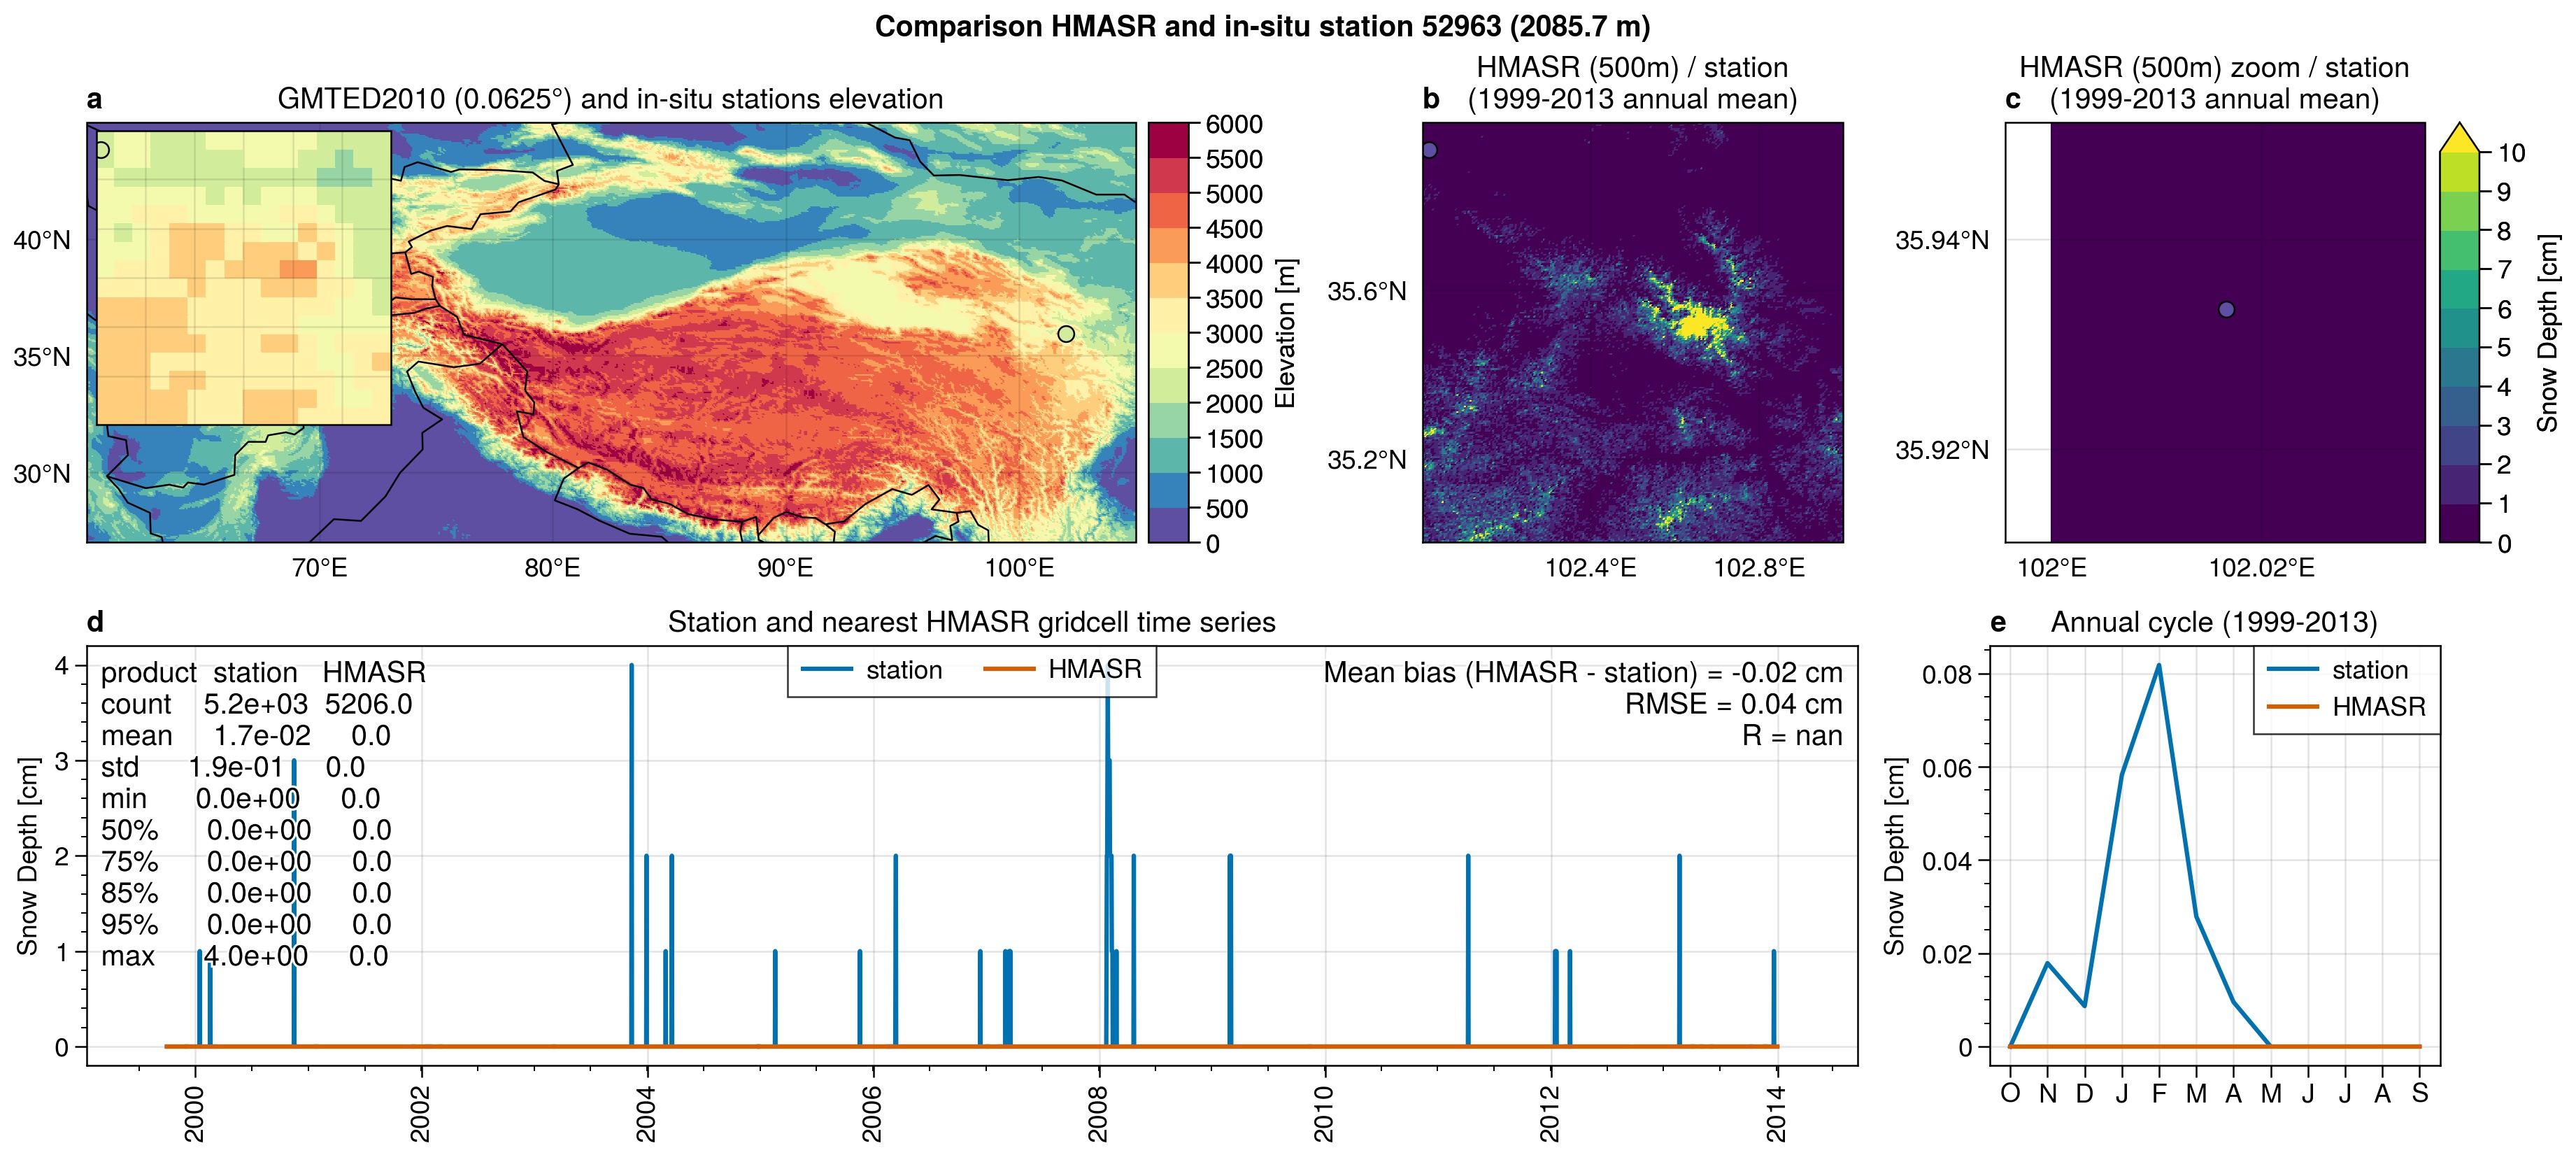 Comparison HMASR and in-situ station 52963 (2085.7 m)
a
GMTED2010 (0.0625°) and in-situ stations elevation
40°N
35°N
30°N
70°E
80°E
90°E
100°E
6000
5500
5000
4500
4000
3500
3000
2500
2000
1500
1000
500
0
Elevation [m]
b
HMASR (500m) / station
(1999-2013 annual mean)
35.6°N
35.2°N
102.4°E
102.8°E
c
HMASR (500m) zoom / station
(1999-2013 annual mean)
35.94°N
35.92°N
102°E
102.02°E
10
9
8
7
6
5
4
3
2
1
0
Snow Depth [cm]
d
Station and nearest HMASR gridcell time series
Snow Depth [cm]
4
3
2
1
0
product station HMASR
count 5.2e+03 5206.0
mean 1.7e-02 0.0
std 1.9e-01 0.0
min 0.0e+00 0.0
50% 0.0e+00 0.0
75% 0.0e+00 0.0
85% 0.0e+00 0.0
95% 0.0e+00 0.0
max 4.0e+00 0.0
station HMASR
Mean bias (HMASR - station) = -0.02 cm
RMSE = 0.04 cm
R = nan
2000
2002
2004
2006
2008
2010
2012
2014
e
Annual cycle (1999-2013)
Snow Depth [cm]
0.08
0.06
0.04
0.02
0
station
HMASR
O N D J F M A M J J A S